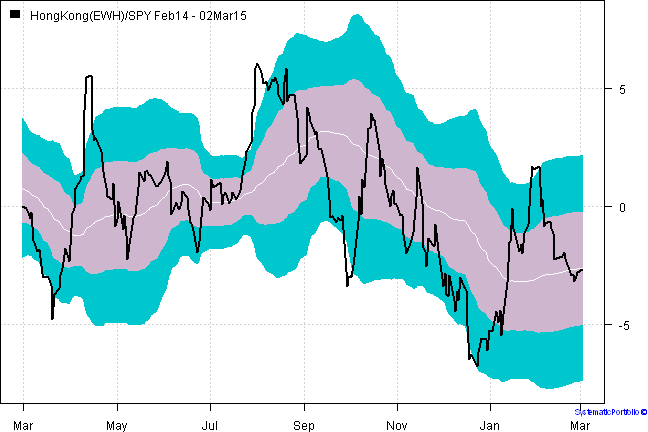 HongKong(EWH)/SPY Feb14 - 02Mar15
5
0
-5
Mar May Jul Sep Nov Jan Mar
SystematicPortfolio ©